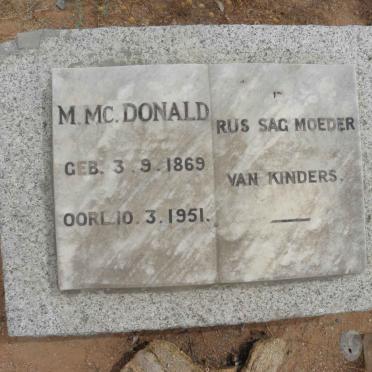 M. MC. DONALD
GEB. 3.9.1869
OORL. 10.3.1951.
RUS SAG MOEDER
VAN KINDERS.